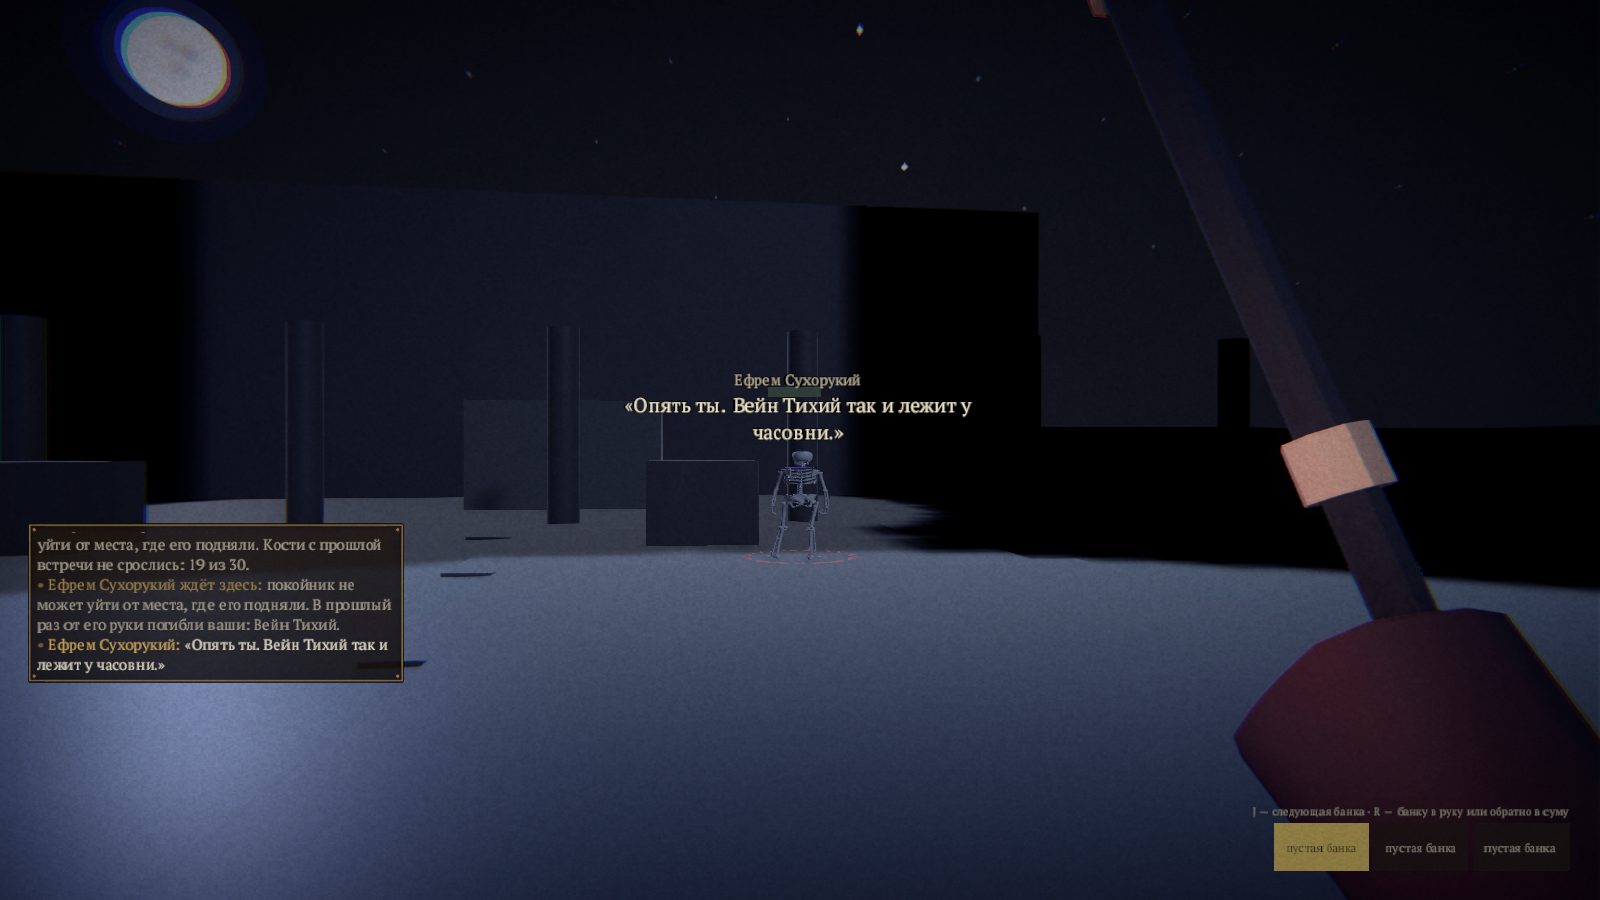 Ефрем Сухорукий
«Опять ты. Вейн Тихий так и лежит у
часовни.»
уйти от места, где его подняли. Кости с прошлой
встречи не срослись: 19 из 30.
• Ефрем Сухорукий ждёт здесь: покойник не
может уйти от места, где его подняли. В прошлый
раз от его руки погибли ваши: Вейн Тихий.
• Ефрем Сухорукий: «Опять ты. Вейн Тихий так и
лежит у часовни.»
J — следующая банка · R — банку в руку или обратно в суму
пустая банка пустая банка пустая банка